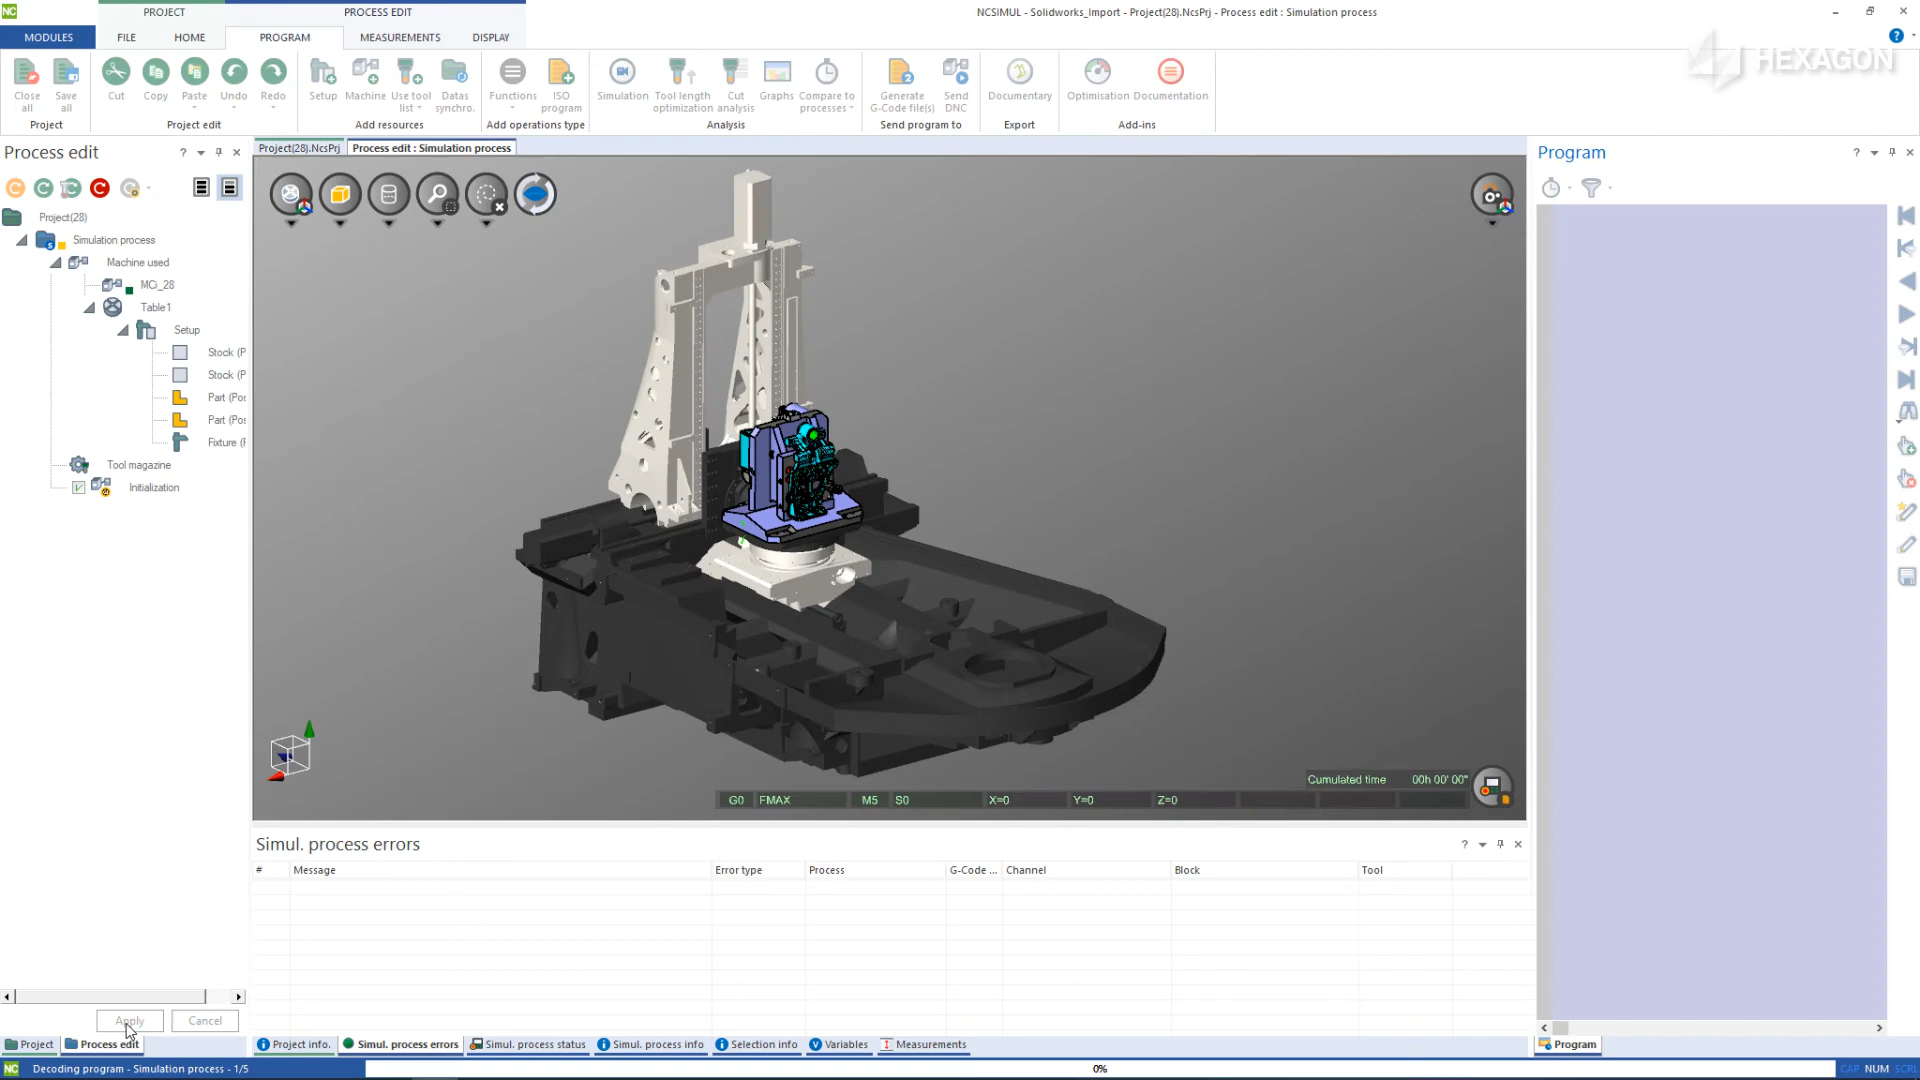 NC
PROJECT
PROCESS EDIT
NCSIMUL - Solidworks_Import - Project(28).NcsPrj - Process edit : Simulation process
MODULES
FILE
HOME
PROGRAM
MEASUREMENTS
DISPLAY
HEXAGON
Close all
Save all
Cut
Copy
Paste
Undo
Redo
Setup
Machine
Use tool list
Datas synchro.
Functions
ISO program
Simulation
Tool length optimization
Cut analysis
Graphs
Compare to processes
Generate G-Code file(s)
Send DNC
Documentary
Optimisation
Documentation
Project
Project edit
Add resources
Add operations type
Analysis
Send program to
Export
Add-ins
Process edit
Project(28).NcsPrj
Process edit : Simulation process
Program
Project(28)
Simulation process
Machine used
MCi_28
Table1
Setup
Stock (P
Stock (P
Part (Pos
Part (Pos
Fixture (F
Tool magazine
Initialization
Cumulated time 00h 00' 00"
G0 FMAX M5 S0 X=0 Y=0 Z=0
Simul. process errors
# Message Error type Process G-Code ... Channel Block Tool
Apply
Cancel
Project
Process edit
Project info.
Simul. process errors
Simul. process status
Simul. process info
Selection info
Variables
Measurements
Program
NC
Decoding program - Simulation process - 1/5
0%
CAP NUM SCRL